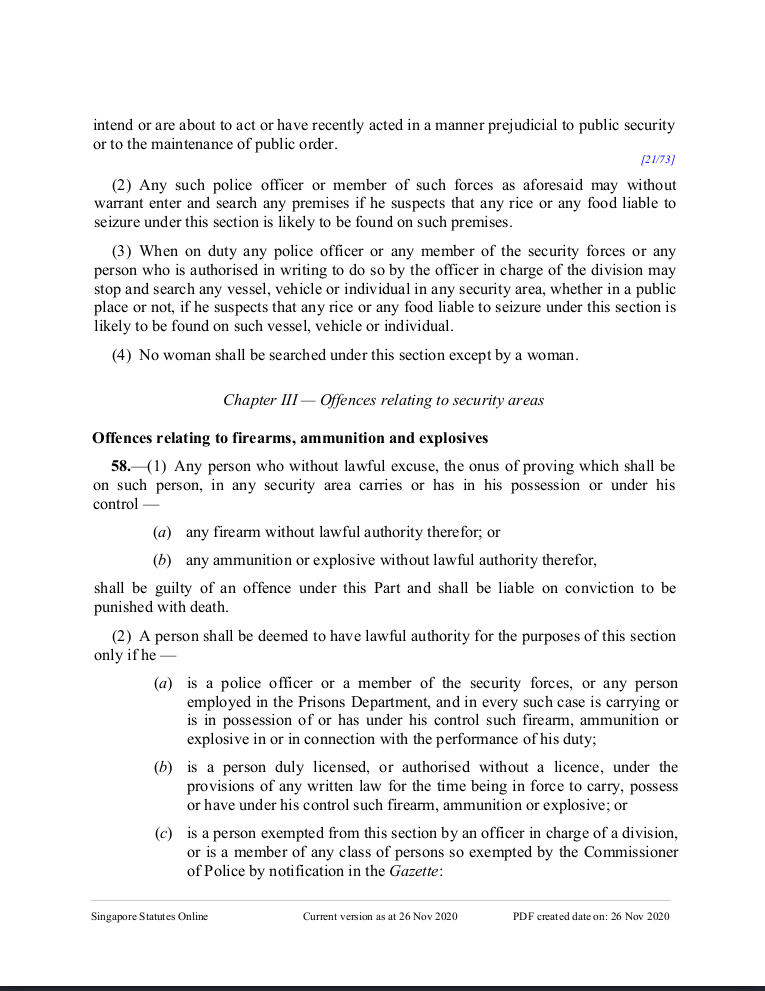 intend or are about to act or have recently acted in a manner prejudicial to public security
or to the maintenance of public order.
[21/73]
(2) Any such police officer or member of such forces as aforesaid may without
warrant enter and search any premises if he suspects that any rice or any food liable to
seizure under this section is likely to be found on such premises.
(3) When on duty any police officer or any member of the security forces or any
person who is authorised in writing to do so by the officer in charge of the division may
stop and search any vessel, vehicle or individual in any security area, whether in a public
place or not, if he suspects that any rice or any food liable to seizure under this section is
likely to be found on such vessel, vehicle or individual.
(4) No woman shall be searched under this section except by a woman.
Chapter III — Offences relating to security areas
Offences relating to firearms, ammunition and explosives
58.—(1) Any person who without lawful excuse, the onus of proving which shall be
on such person, in any security area carries or has in his possession or under his
control —
(a) any firearm without lawful authority therefor; or
(b) any ammunition or explosive without lawful authority therefor,
shall be guilty of an offence under this Part and shall be liable on conviction to be
punished with death.
(2) A person shall be deemed to have lawful authority for the purposes of this section
only if he —
(a) is a police officer or a member of the security forces, or any person
employed in the Prisons Department, and in every such case is carrying or
is in possession of or has under his control such firearm, ammunition or
explosive in or in connection with the performance of his duty;
(b) is a person duly licensed, or authorised without a licence, under the
provisions of any written law for the time being in force to carry, possess
or have under his control such firearm, ammunition or explosive; or
(c) is a person exempted from this section by an officer in charge of a division,
or is a member of any class of persons so exempted by the Commissioner
of Police by notification in the Gazette:
Singapore Statutes Online Current version as at 26 Nov 2020 PDF created date on: 26 Nov 2020